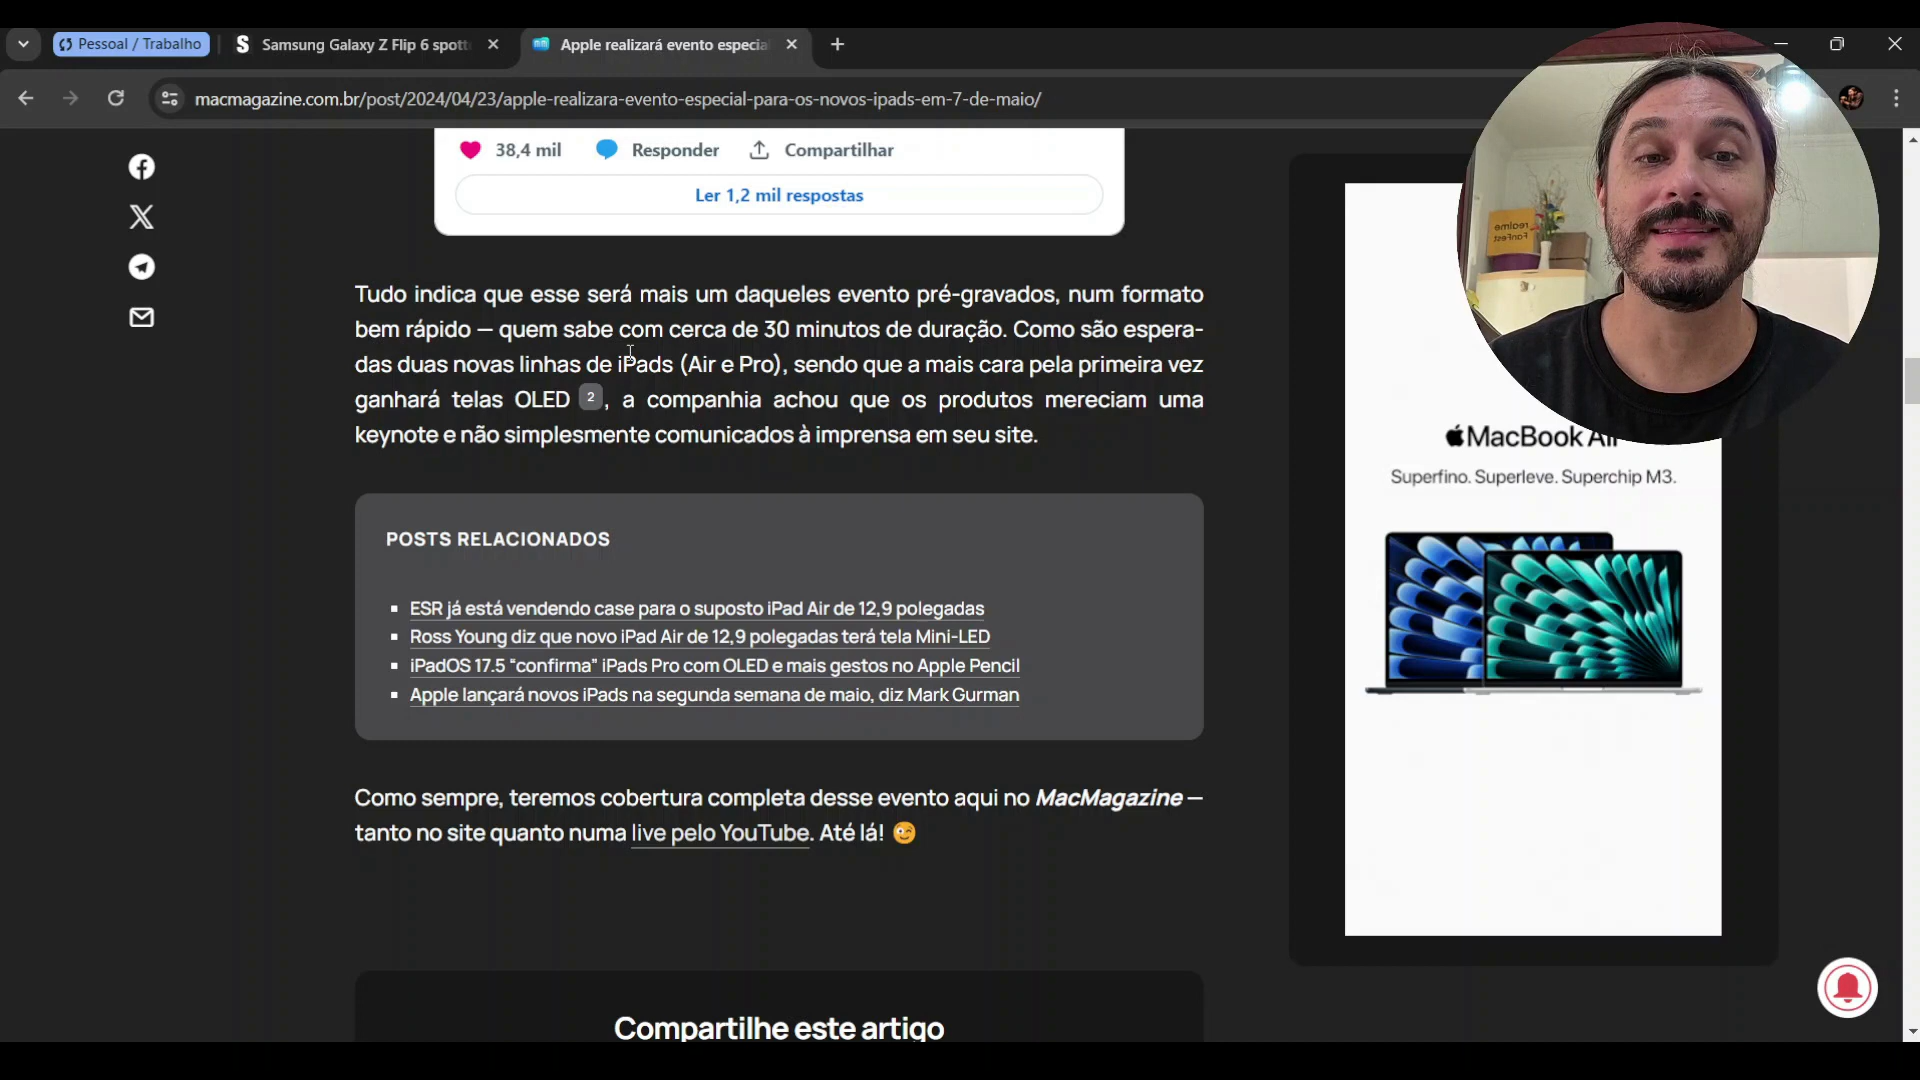 Pessoal / Trabalho
Samsung Galaxy Z Flip 6 spott
Apple realizará evento especia
macmagazine.com.br/post/2024/04/23/apple-realizara-evento-especial-para-os-novos-ipads-em-7-de-maio/
38,4 mil Responder Compartilhar
Ler 1,2 mil respostas
Tudo indica que esse será mais um daqueles evento pré-gravados, num formato
bem rápido — quem sabe com cerca de 30 minutos de duração. Como são espera-
das duas novas linhas de iPads (Air e Pro), sendo que a mais cara pela primeira vez
ganhará telas OLED 2, a companhia achou que os produtos mereciam uma
keynote e não simplesmente comunicados à imprensa em seu site.
POSTS RELACIONADOS
ESR já está vendendo case para o suposto iPad Air de 12,9 polegadas
Ross Young diz que novo iPad Air de 12,9 polegadas terá tela Mini-LED
iPadOS 17.5 “confirma” iPads Pro com OLED e mais gestos no Apple Pencil
Apple lançará novos iPads na segunda semana de maio, diz Mark Gurman
Como sempre, teremos cobertura completa desse evento aqui no MacMagazine —
tanto no site quanto numa live pelo YouTube. Até lá! 😉
Compartilhe este artigo
realme
FanFest
MacBook Air
Superfino. Superleve. Superchip M3.